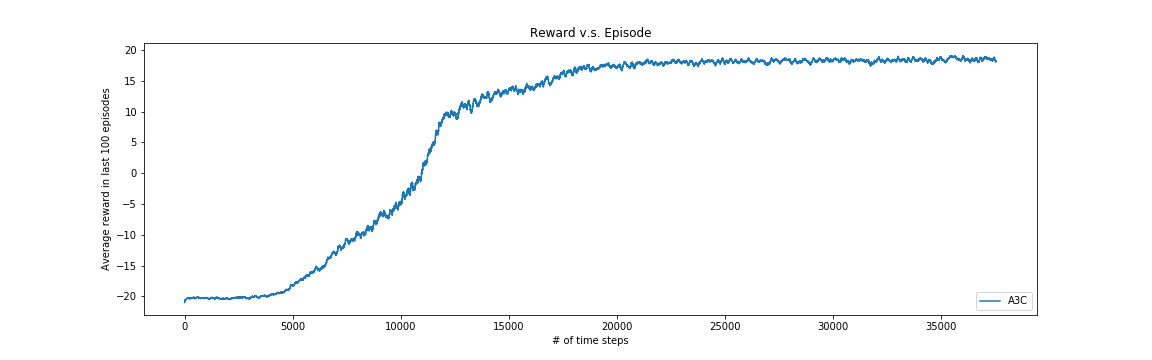 Reward v.s. Episode
Average reward in last 100 episodes
20
15
10
5
0
−5
−10
−15
−20
0 5000 10000 15000 20000 25000 30000 35000
# of time steps
A3C